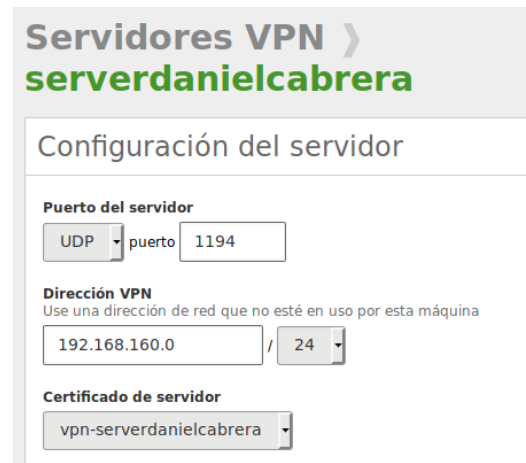 Servidores VPN ❭
serverdanielcabrera
Configuración del servidor
Puerto del servidor
UDP puerto 1194
Dirección VPN
Use una dirección de red que no esté en uso por esta máquina
192.168.160.0 / 24
Certificado de servidor
vpn-serverdanielcabrera